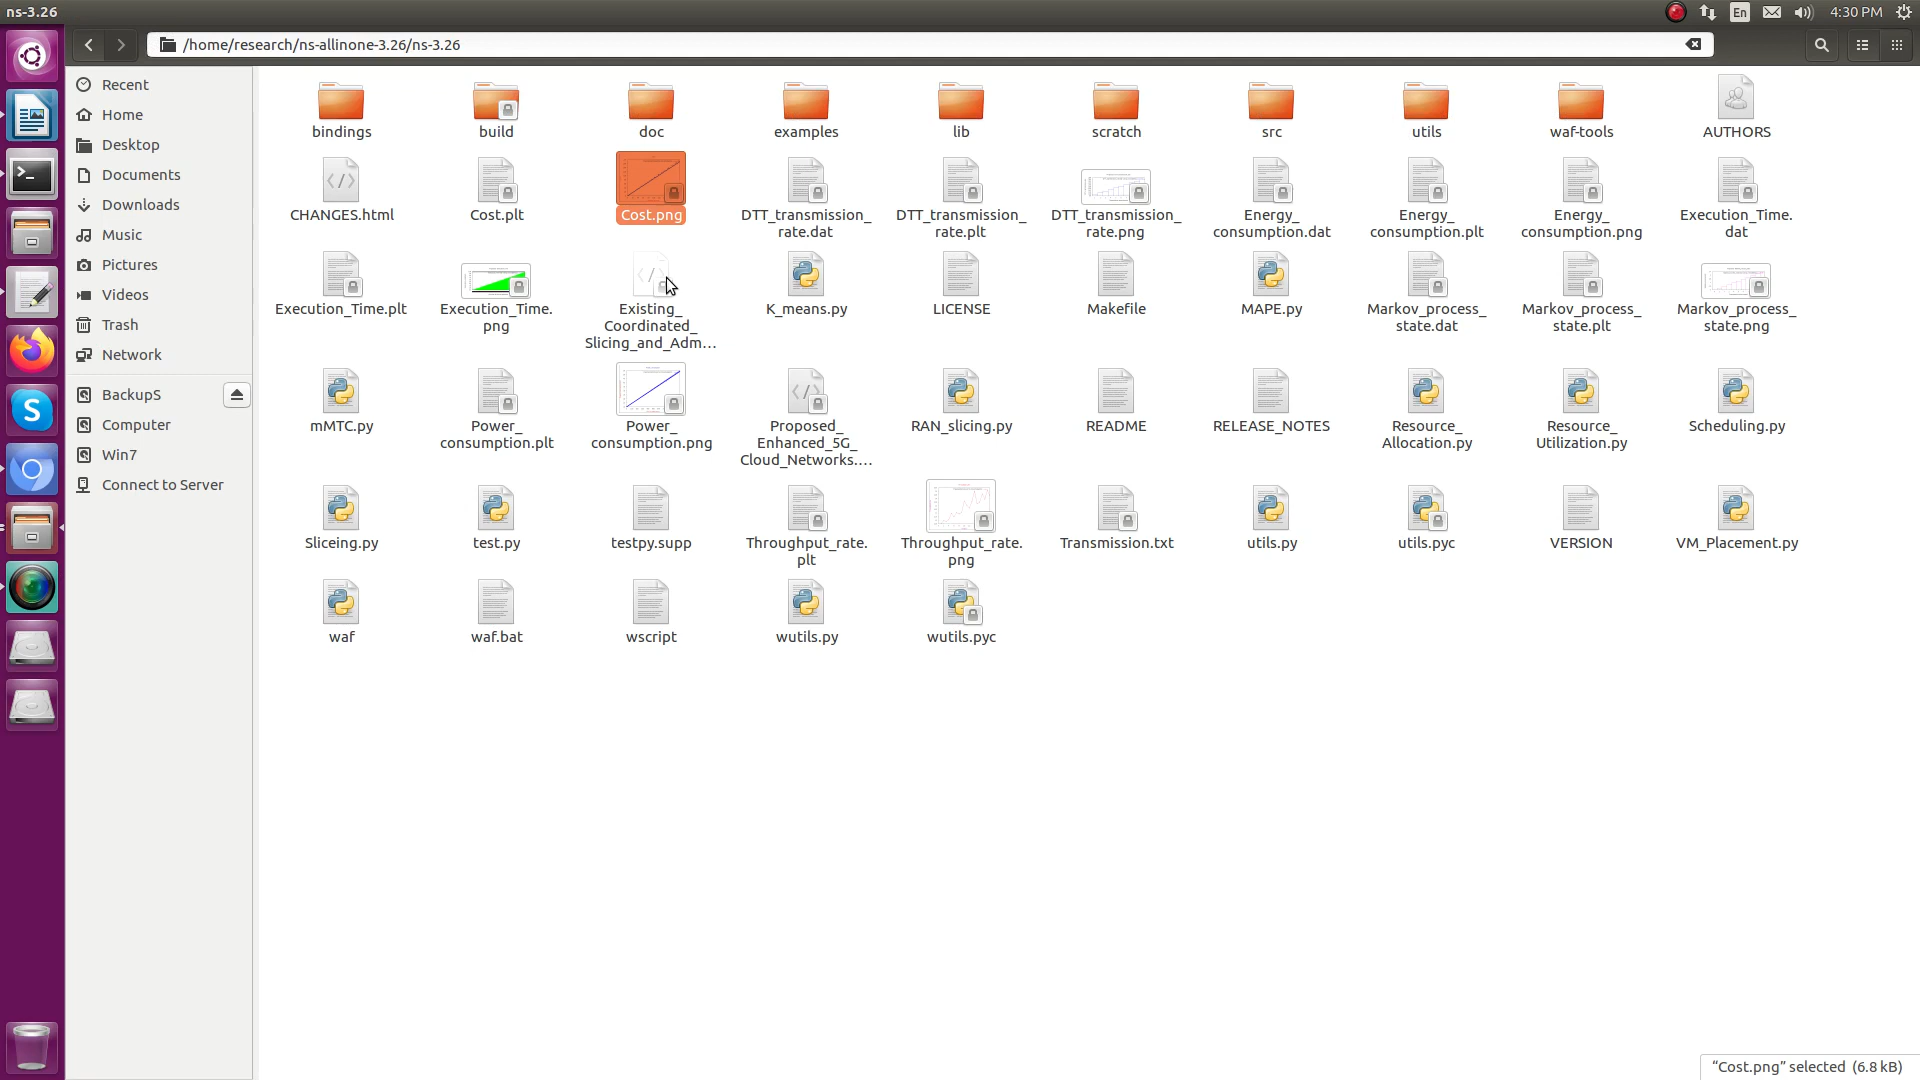 ns-3.26
En
4:30 PM
/home/research/ns-allinone-3.26/ns-3.26
Recent
Home
Desktop
Documents
Downloads
Music
Pictures
Videos
Trash
Network
BackupS
Computer
Win7
Connect to Server
bindings
build
doc
examples
lib
scratch
src
utils
waf-tools
AUTHORS
CHANGES.html
Cost.plt
Cost.png
DTT_transmission_
rate.dat
DTT_transmission_
rate.plt
DTT_transmission_
rate.png
Energy_
consumption.dat
Energy_
consumption.plt
Energy_
consumption.png
Execution_Time.
dat
Execution_Time.plt
Execution_Time.
png
Existing_
Coordinated_
Slicing_and_Adm...
K_means.py
LICENSE
Makefile
MAPE.py
Markov_process_
state.dat
Markov_process_
state.plt
Markov_process_
state.png
mMTC.py
Power_
consumption.plt
Power_
consumption.png
Proposed_
Enhanced_5G_
Cloud_Networks....
RAN_slicing.py
README
RELEASE_NOTES
Resource_
Allocation.py
Resource_
Utilization.py
Scheduling.py
Sliceing.py
test.py
testpy.supp
Throughput_rate.
plt
Throughput_rate.
png
Transmission.txt
utils.py
utils.pyc
VERSION
VM_Placement.py
waf
waf.bat
wscript
wutils.py
wutils.pyc
“Cost.png” selected (6.8 kB)